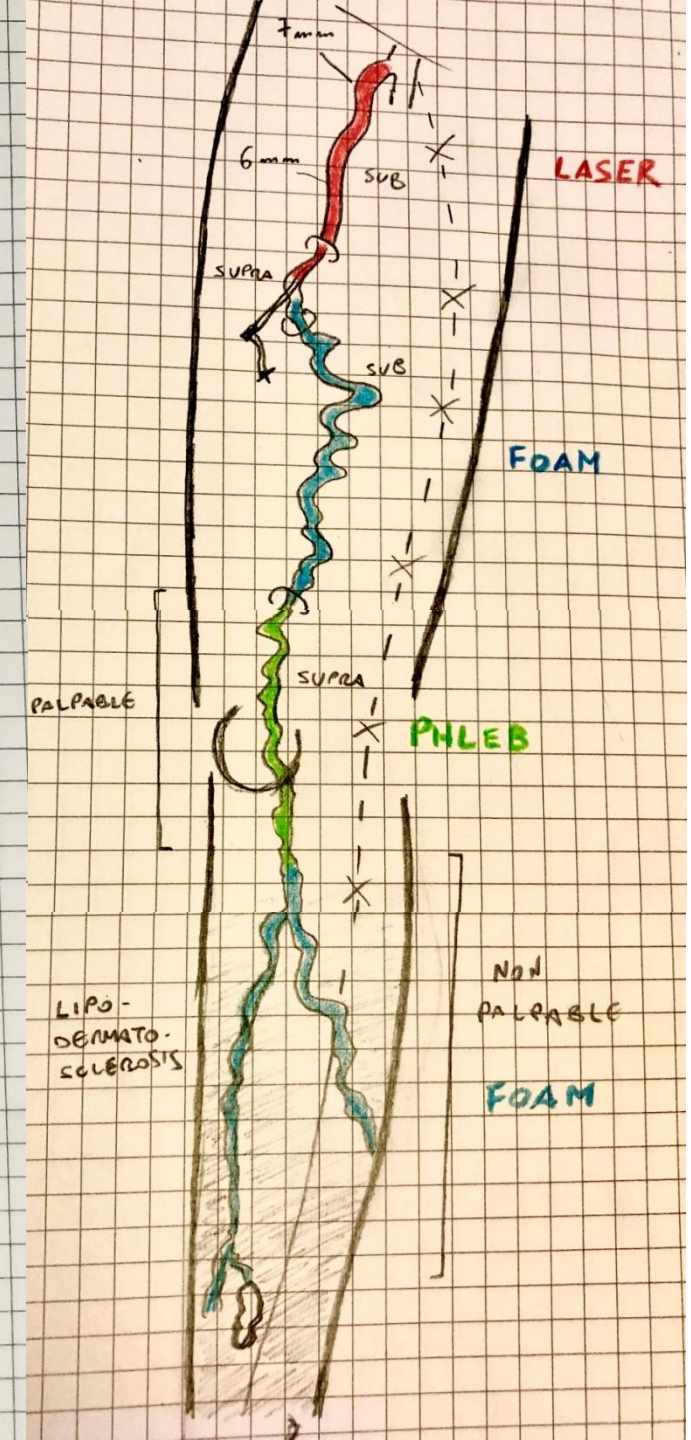 7mm
6mm
SUB
LASER
SUPRA
SUB
FOAM
PALPABLE
SUPRA
PHLEB
LIPO-
DERMATO-
SCLEROSIS
NON
PALPABLE
FOAM